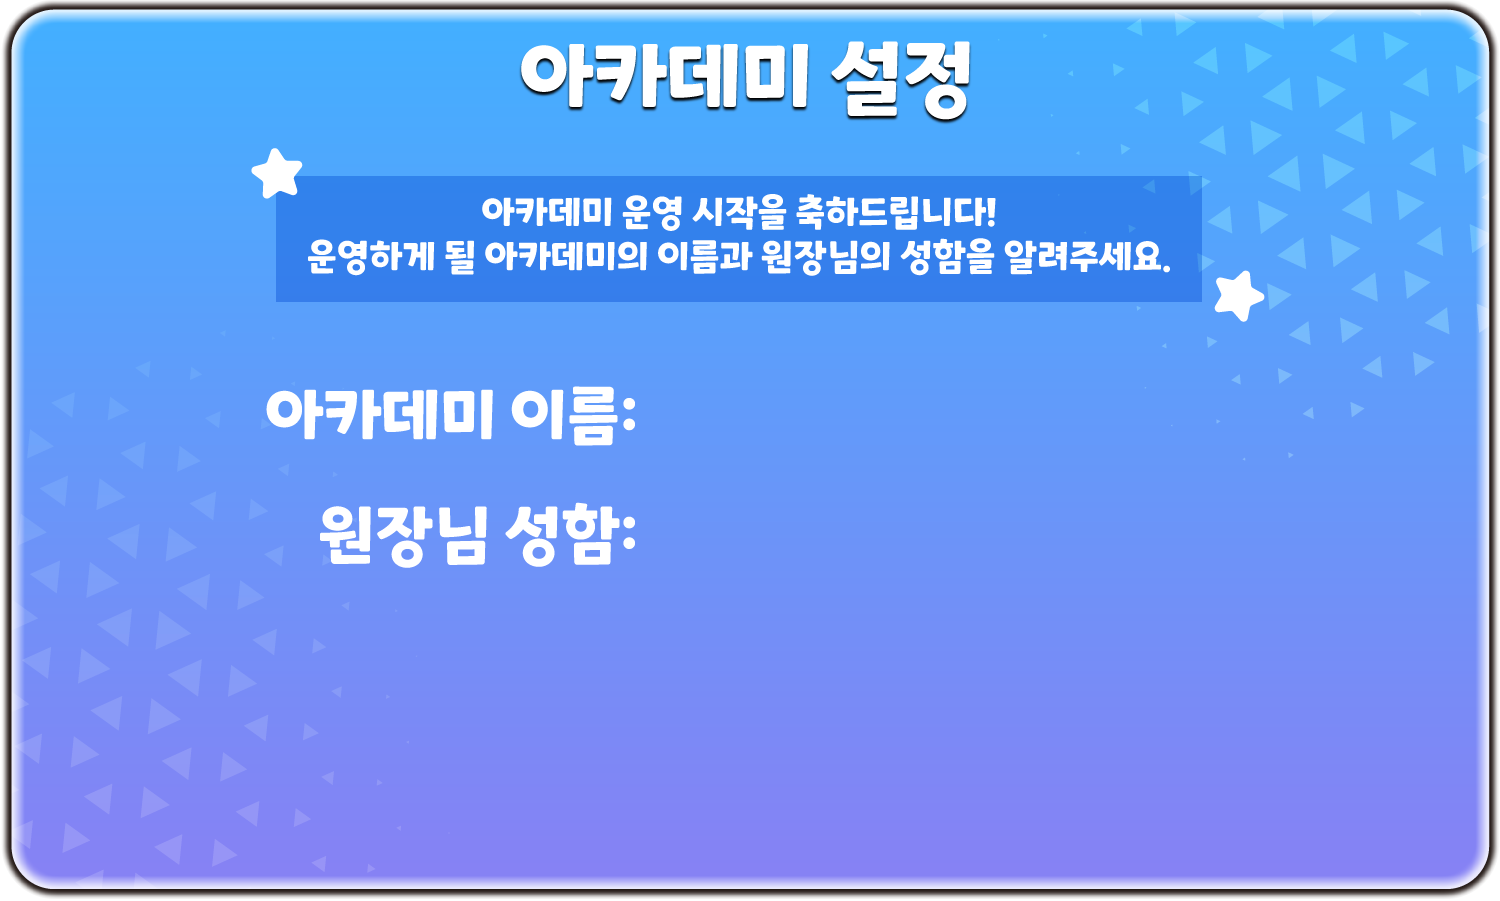 아카데미 설정
아카데미 운영 시작을 축하드립니다!
운영하게 될 아카데미의 이름과 원장님의 성함을 알려주세요.
아카데미 이름:
원장님 성함: